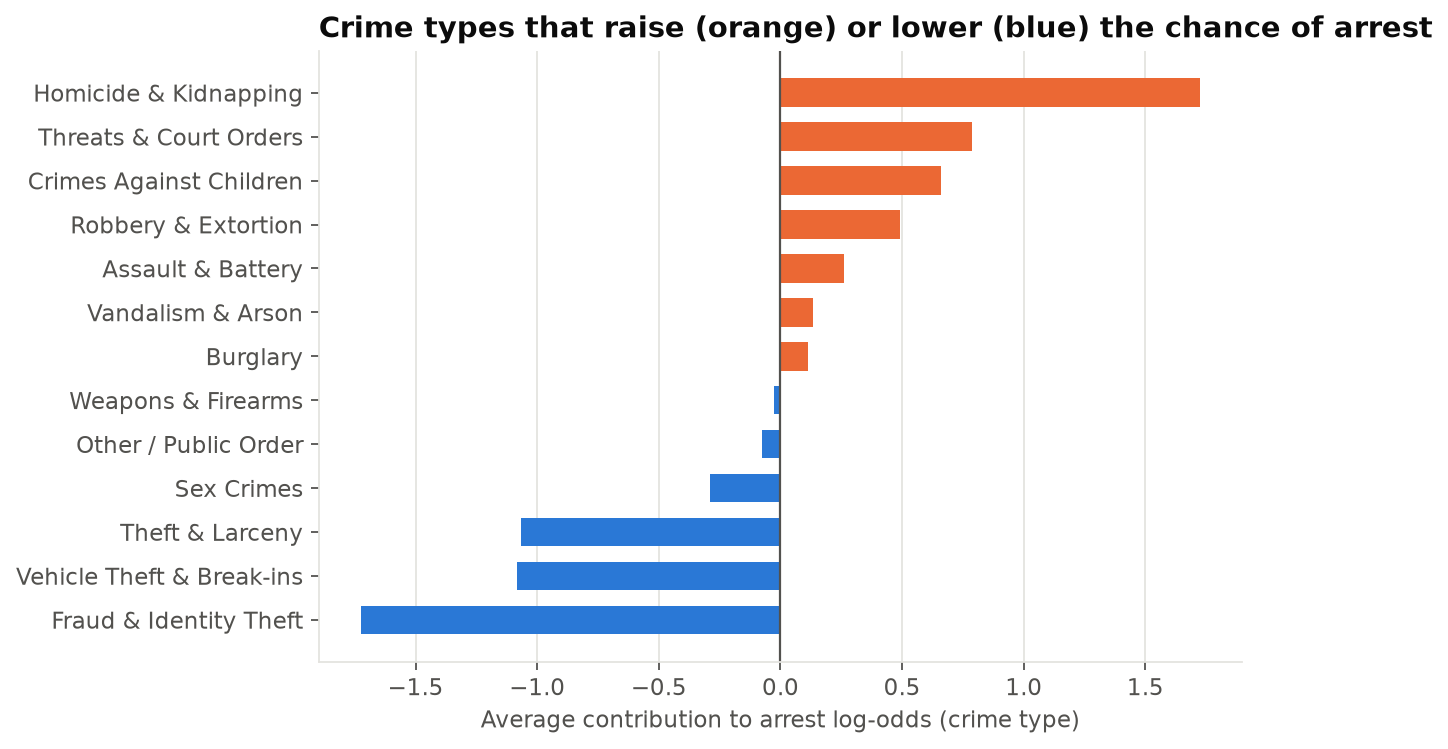 Crime types that raise (orange) or lower (blue) the chance of arrest
Homicide & Kidnapping
Threats & Court Orders
Crimes Against Children
Robbery & Extortion
Assault & Battery
Vandalism & Arson
Burglary
Weapons & Firearms
Other / Public Order
Sex Crimes
Theft & Larceny
Vehicle Theft & Break-ins
Fraud & Identity Theft
−1.5 −1.0 −0.5 0.0 0.5 1.0 1.5
Average contribution to arrest log-odds (crime type)